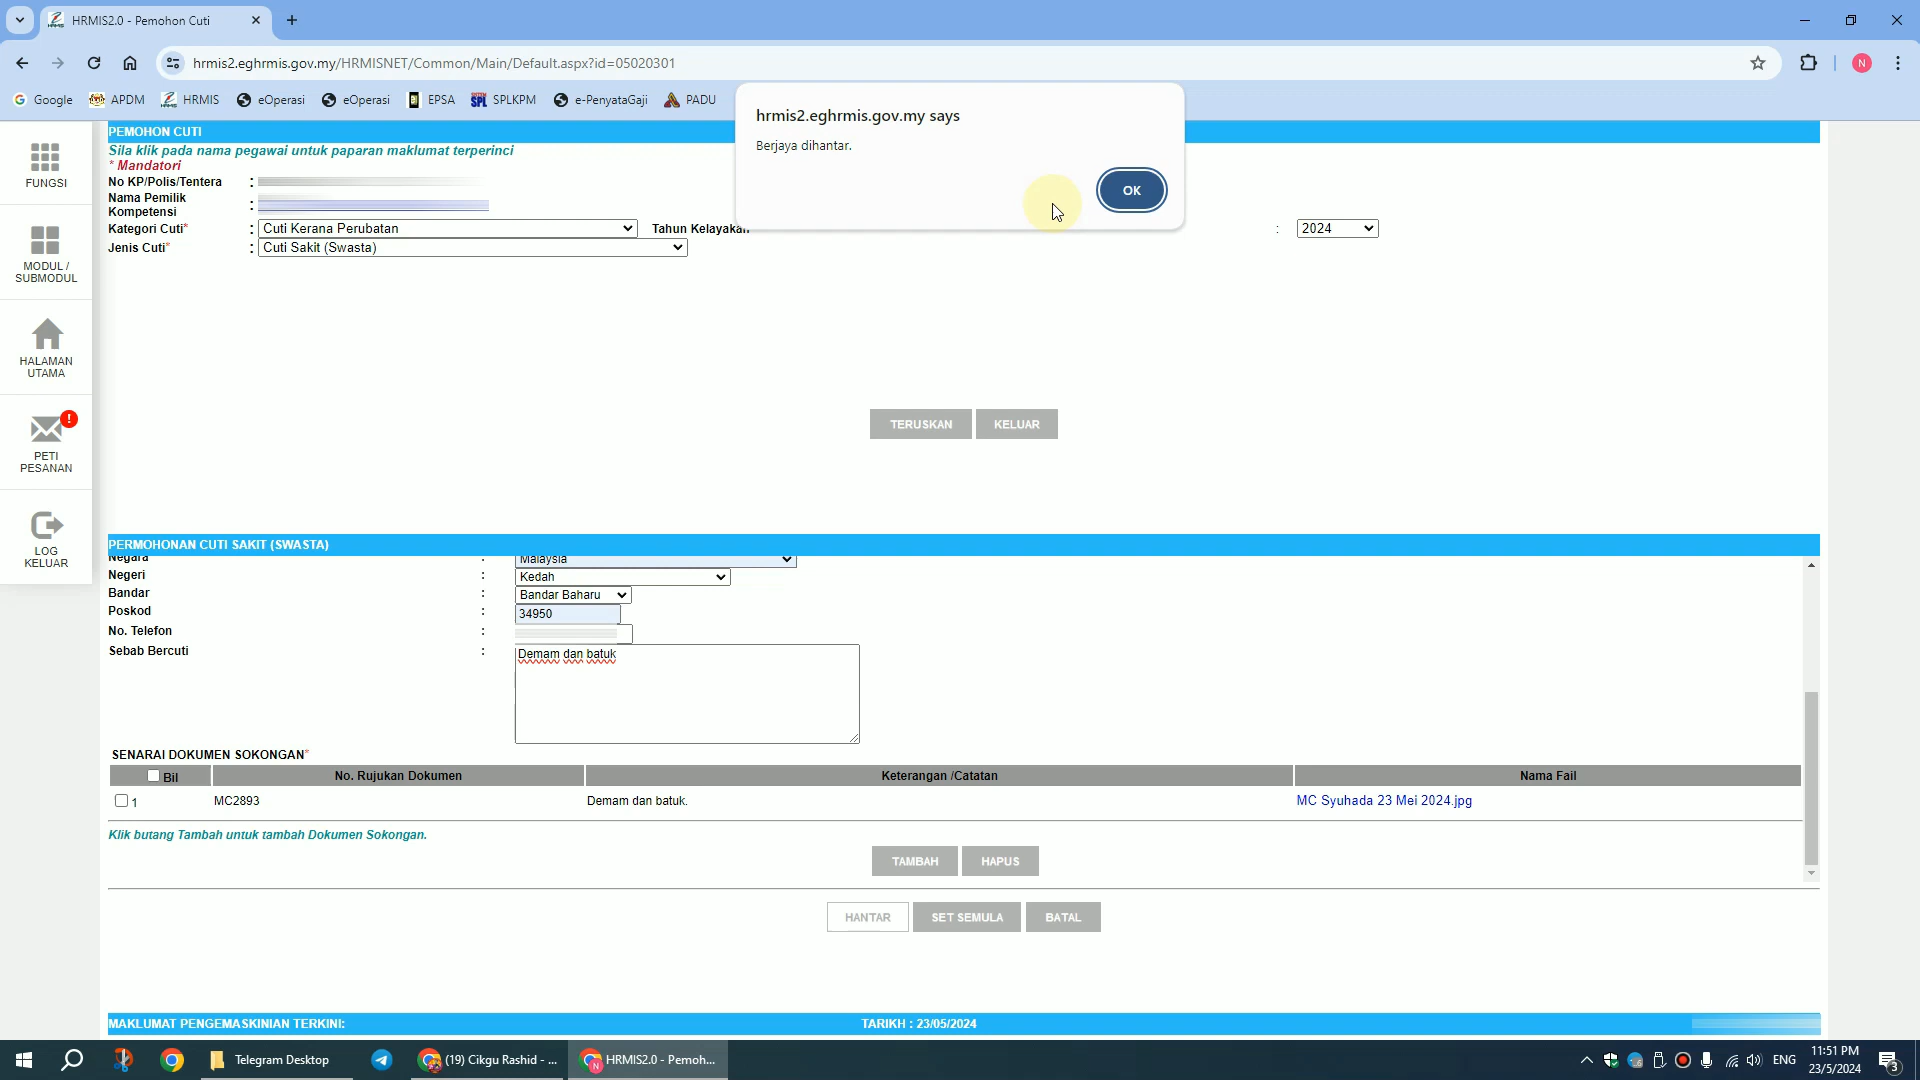 HRMIS2.0 - Pemohon Cuti
hrmis2.eghrmis.gov.my/HRMISNET/Common/Main/Default.aspx?id=05020301
N
Google APDM HRMIS eOperasi eOperasi EPSA SPLKPM e-PenyataGaji PADU
hrmis2.eghrmis.gov.my says
Berjaya dihantar.
OK
FUNGSI
MODUL /
SUBMODUL
HALAMAN
UTAMA
!
PETI
PESANAN
LOG
KELUAR
PEMOHON CUTI
Sila klik pada nama pegawai untuk paparan maklumat terperinci
* Mandatori
No KP/Polis/Tentera :
Nama Pemilik
Kompetensi :
Kategori Cuti* : Cuti Kerana Perubatan Tahun Kelayakan : 2024
Jenis Cuti* : Cuti Sakit (Swasta)
TERUSKAN KELUAR
PERMOHONAN CUTI SAKIT (SWASTA)
Negara : Malaysia
Negeri : Kedah
Bandar : Bandar Baharu
Poskod : 34950
No. Telefon :
Sebab Bercuti : Demam dan batuk
SENARAI DOKUMEN SOKONGAN*
Bil No. Rujukan Dokumen Keterangan /Catatan Nama Fail
1 MC2893 Demam dan batuk. MC Syuhada 23 Mei 2024.jpg
Klik butang Tambah untuk tambah Dokumen Sokongan.
TAMBAH HAPUS
HANTAR SET SEMULA BATAL
MAKLUMAT PENGEMASKINIAN TERKINI: TARIKH : 23/05/2024
Telegram Desktop (19) Cikgu Rashid - ... HRMIS2.0 - Pemoh... ENG 11:51 PM
23/5/2024
3